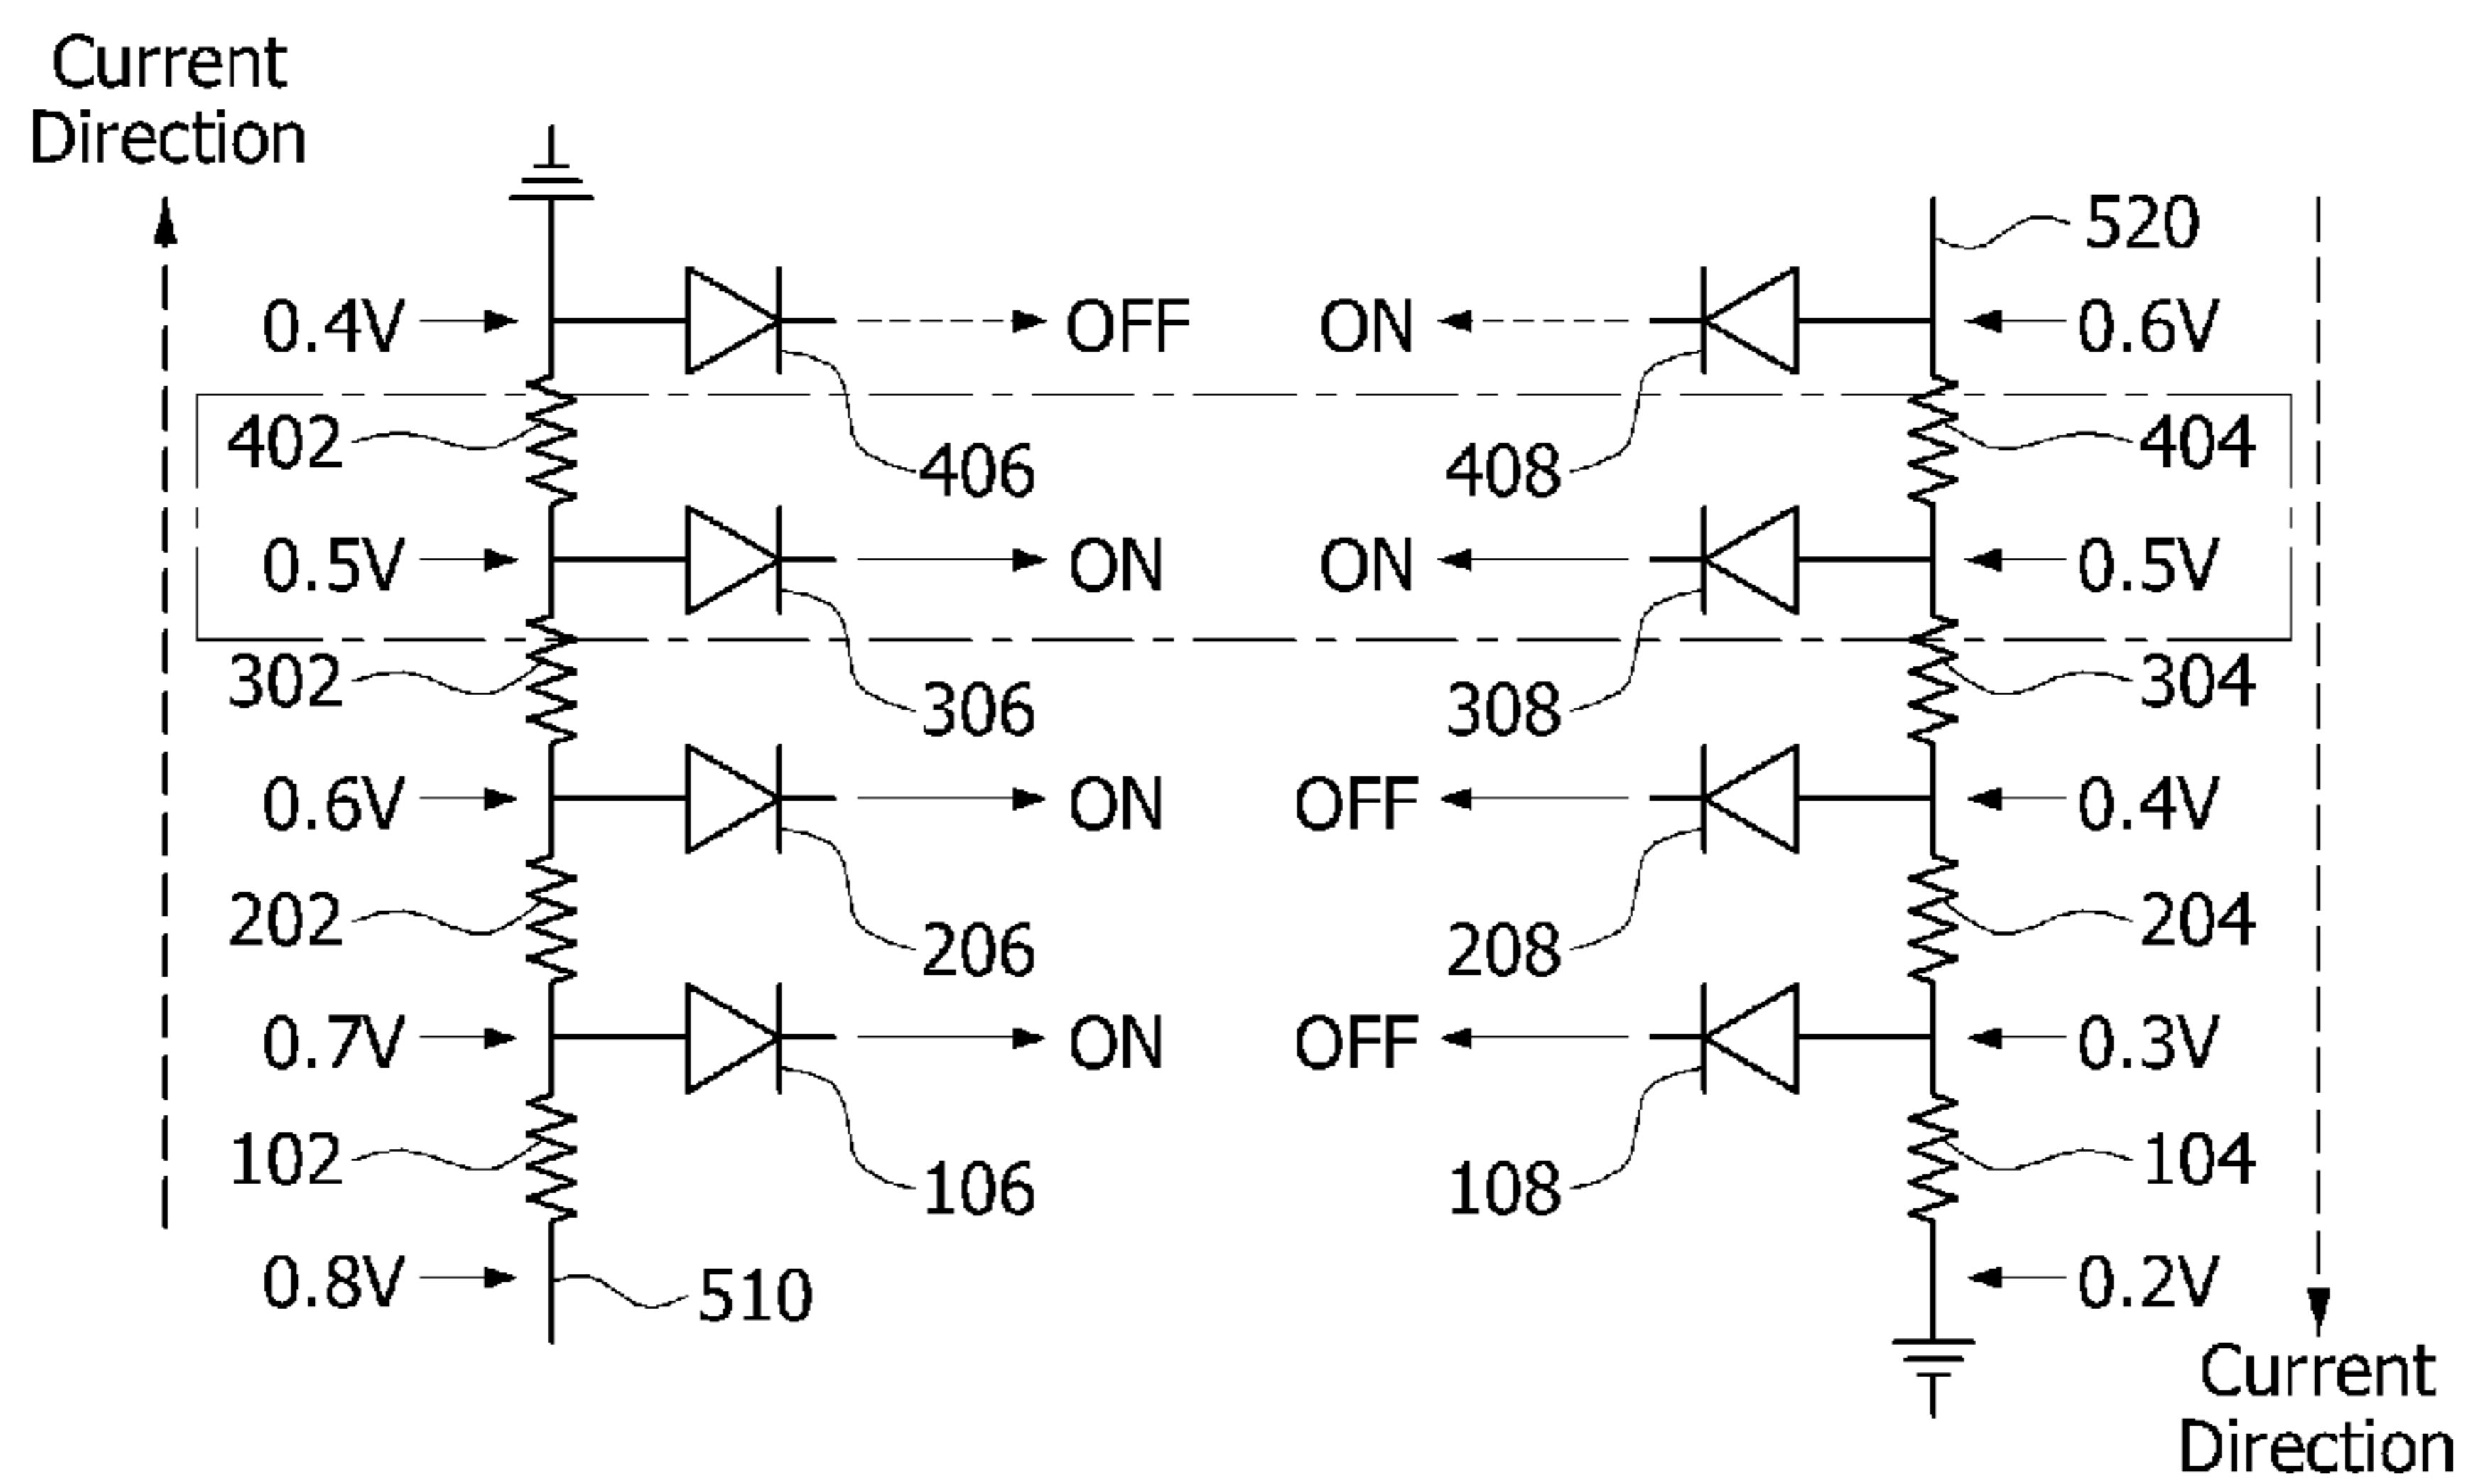 Current
Direction
520
0.4V
OFF
ON
0.6V
402
406
408
404
0.5V
ON
ON
0.5V
302
306
308
304
0.6V
ON
OFF
0.4V
202
206
208
204
0.7V
ON
OFF
0.3V
102
106
108
104
0.8V
510
0.2V
Current
Direction